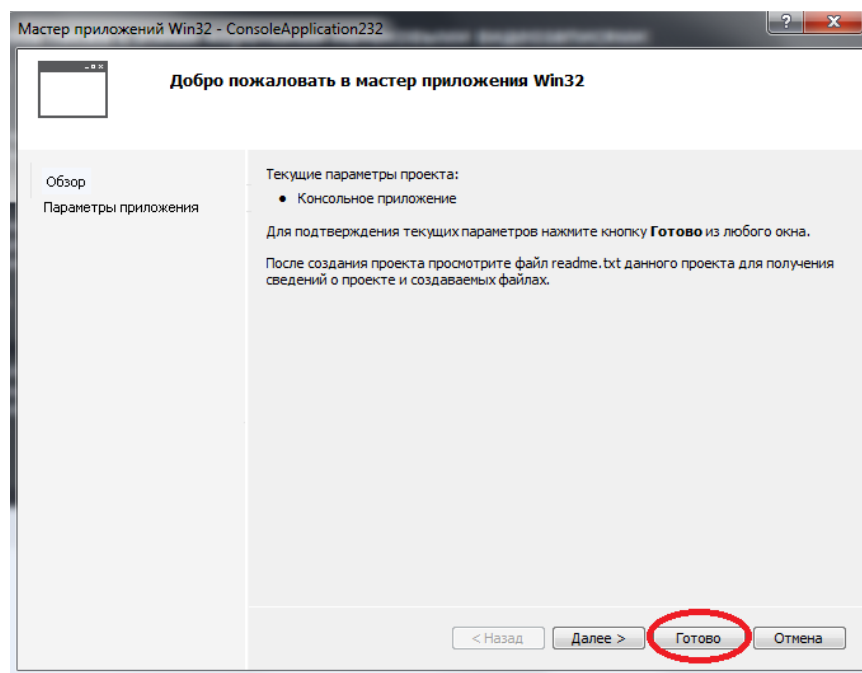 Мастер приложений Win32 - ConsoleApplication232
Добро пожаловать в мастер приложения Win32
Обзор
Параметры приложения
Текущие параметры проекта:
• Консольное приложение
Для подтверждения текущих параметров нажмите кнопку Готово из любого окна.
После создания проекта просмотрите файл readme.txt данного проекта для получения
сведений о проекте и создаваемых файлах.
< Назад Далее > Готово Отмена